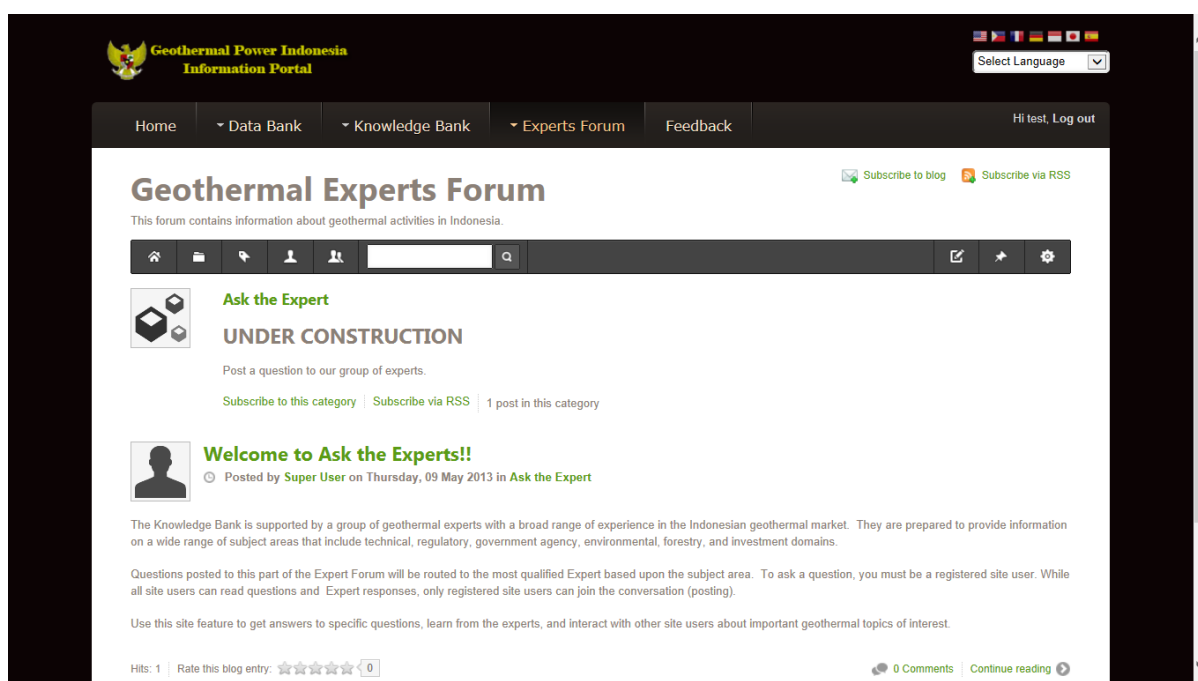 Geothermal Power Indonesia
Information Portal
Select Language
Home
Data Bank
Knowledge Bank
Experts Forum
Feedback
Hi test, Log out
Geothermal Experts Forum
Subscribe to blog
Subscribe via RSS
This forum contains information about geothermal activities in Indonesia.
Ask the Expert
UNDER CONSTRUCTION
Post a question to our group of experts.
Subscribe to this category
Subscribe via RSS
1 post in this category
Welcome to Ask the Experts!!
Posted by Super User on Thursday, 09 May 2013 in Ask the Expert
The Knowledge Bank is supported by a group of geothermal experts with a broad range of experience in the Indonesian geothermal market. They are prepared to provide information
on a wide range of subject areas that include technical, regulatory, government agency, environmental, forestry, and investment domains.
Questions posted to this part of the Expert Forum will be routed to the most qualified Expert based upon the subject area. To ask a question, you must be a registered site user. While
all site users can read questions and Expert responses, only registered site users can join the conversation (posting).
Use this site feature to get answers to specific questions, learn from the experts, and interact with other site users about important geothermal topics of interest.
Hits: 1
Rate this blog entry:
0
0 Comments
Continue reading